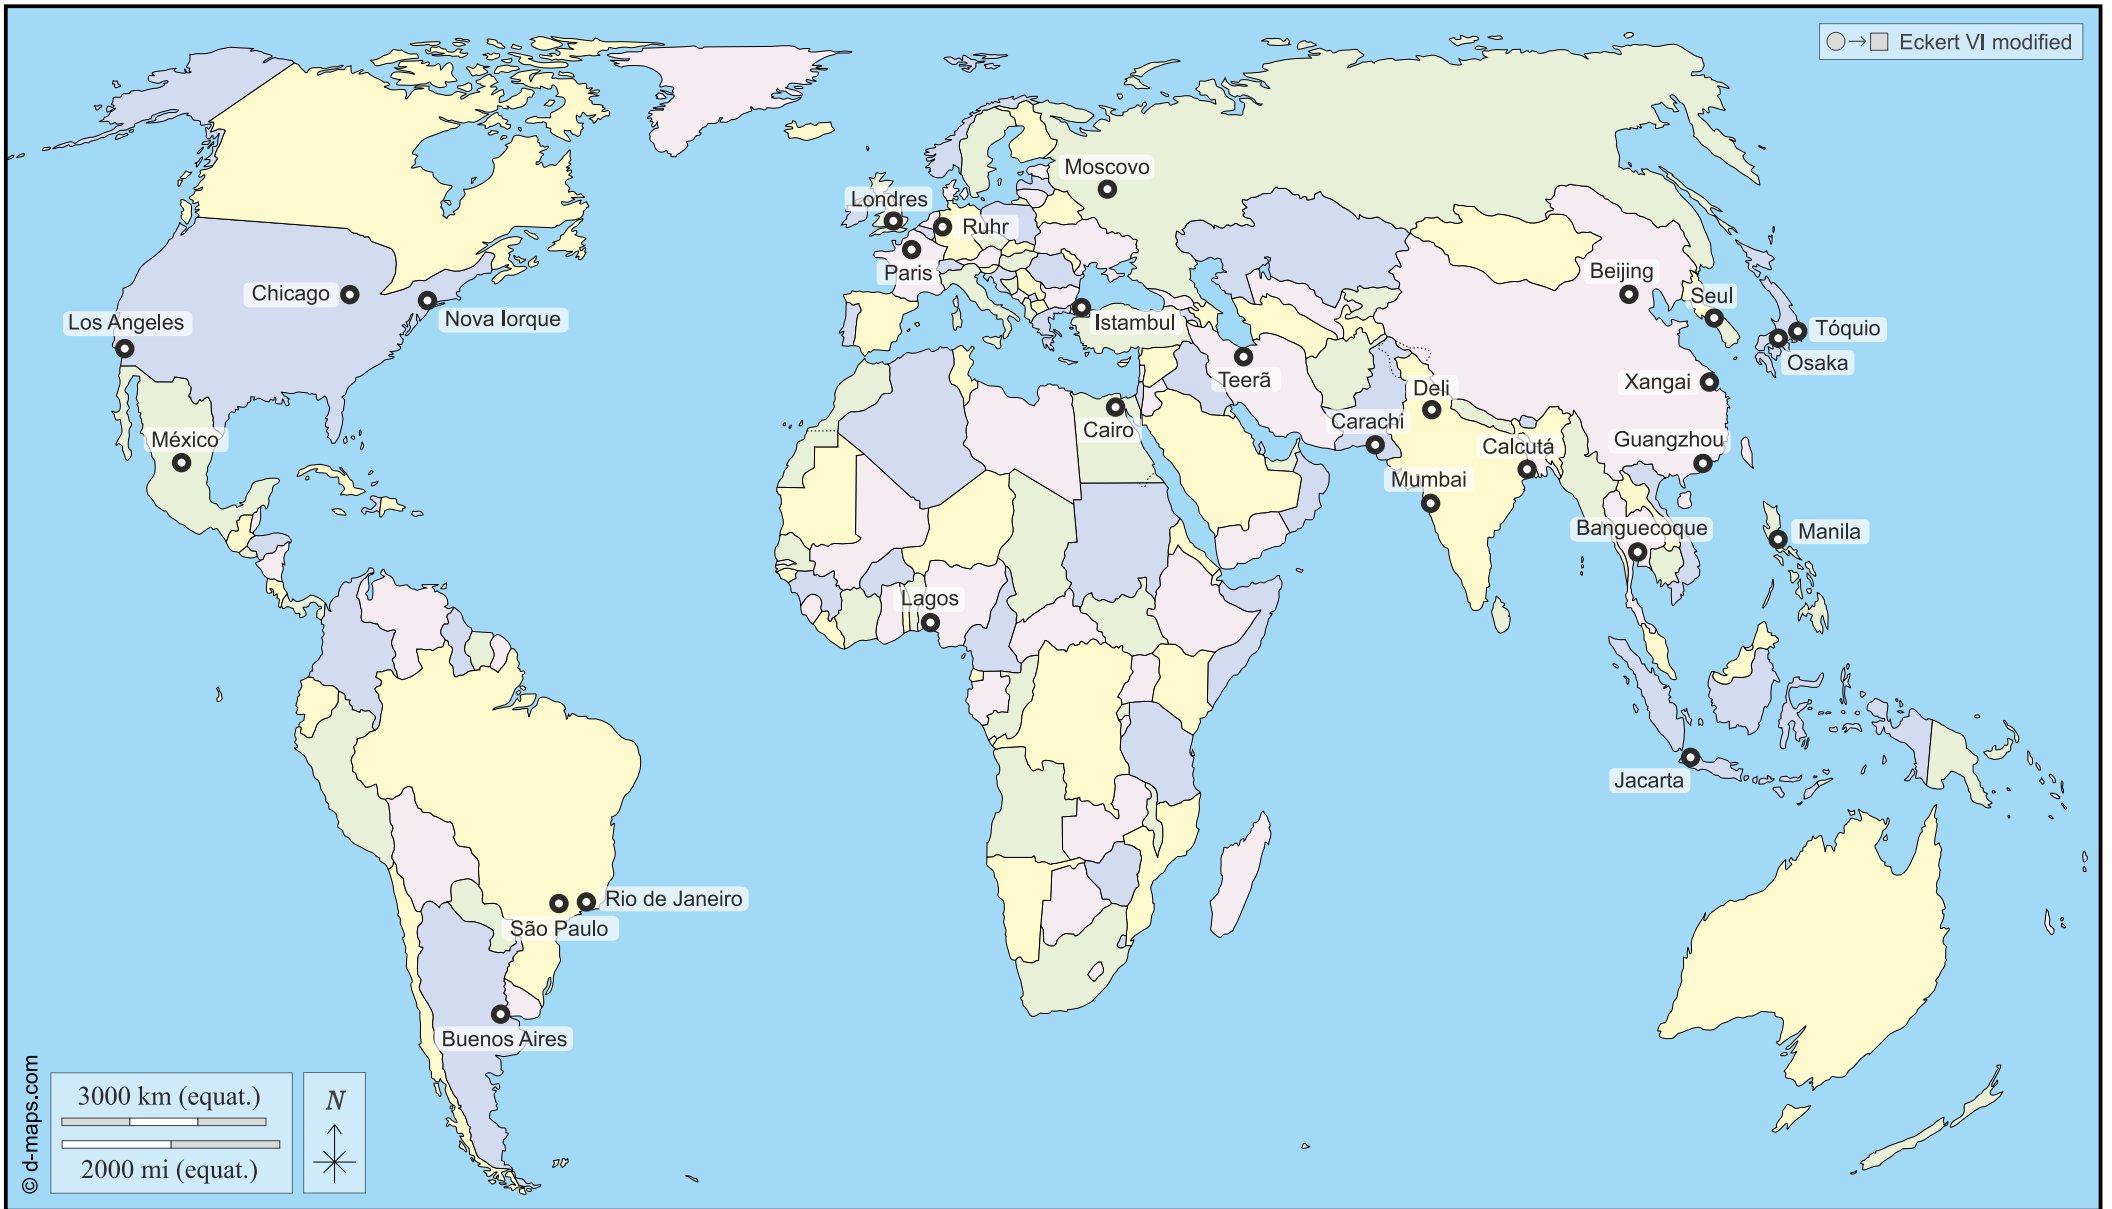 Eckert VI modified
Moscovo
Londres
Ruhr
Paris
Beijing
Seul
Chicago
Nova Iorque
Los Angeles
Istambul
Tóquio
Osaka
Teerã
Xangai
Deli
Cairo
Carachi
México
Calcutá
Guangzhou
Mumbai
Banguecoque
Manila
Lagos
Jacarta
Rio de Janeiro
São Paulo
Buenos Aires
© d-maps.com
3000 km (equat.)
2000 mi (equat.)
N